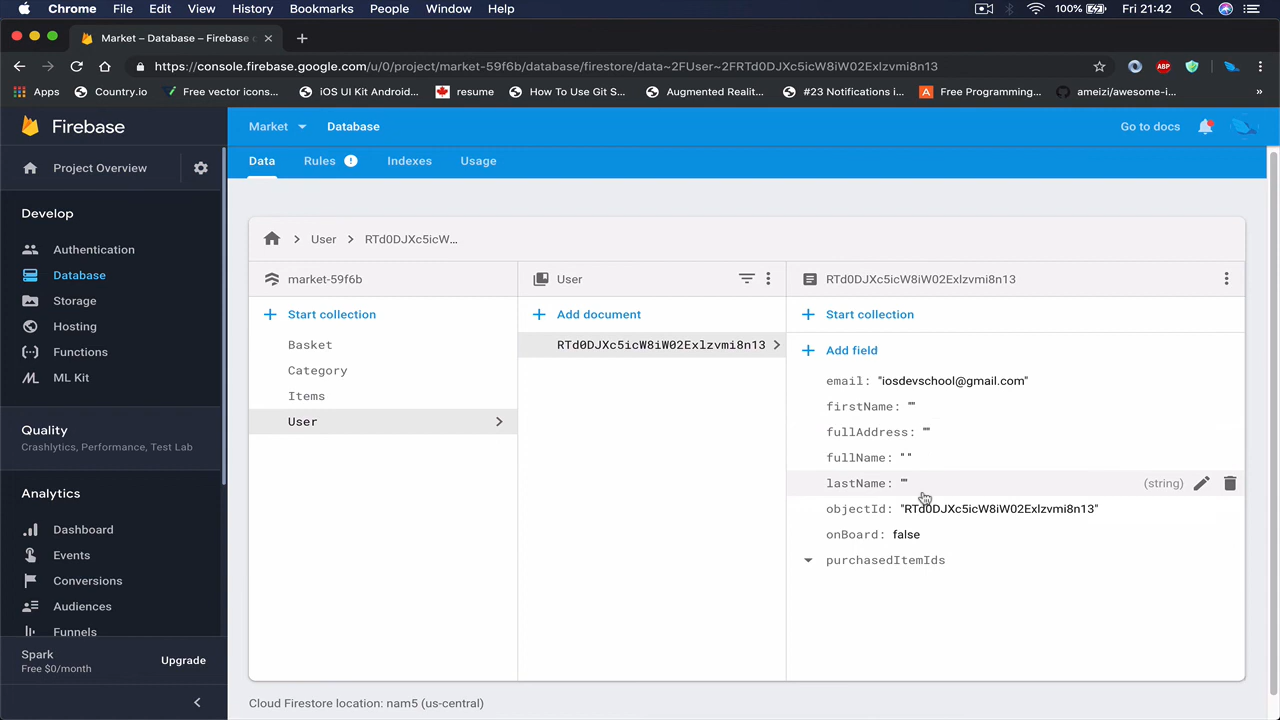 Chrome File Edit View History Bookmarks People Window Help 100% Fri 21:42
Market – Database – Firebase
https://console.firebase.google.com/u/0/project/market-59f6b/database/firestore/data~2FUser~2FRTd0DJXc5icW8iW02Exlzvmi8n13
Apps Country.io Free vector icons... iOS UI Kit Android... resume How To Use Git S... Augmented Realit... #23 Notifications i... Free Programming... ameizi/awesome-i... »
Firebase Market Database Go to docs
Project Overview Data Rules Indexes Usage
Develop
Authentication
Database
Storage
Hosting
Functions
ML Kit
Quality
Crashlytics, Performance, Test Lab
Analytics
Dashboard
Events
Conversions
Audiences
Funnels
Spark
Free $0/month
Upgrade
User RTd0DJXc5icW...
market-59f6b
Start collection
Basket
Category
Items
User
User
Add document
RTd0DJXc5icW8iW02Exlzvmi8n13
RTd0DJXc5icW8iW02Exlzvmi8n13
Start collection
Add field
email: "iosdevschool@gmail.com"
firstName: ""
fullAddress: ""
fullName: " "
lastName: "" (string)
objectId: "RTd0DJXc5icW8iW02Exlzvmi8n13"
onBoard: false
purchasedItemIds
Cloud Firestore location: nam5 (us-central)